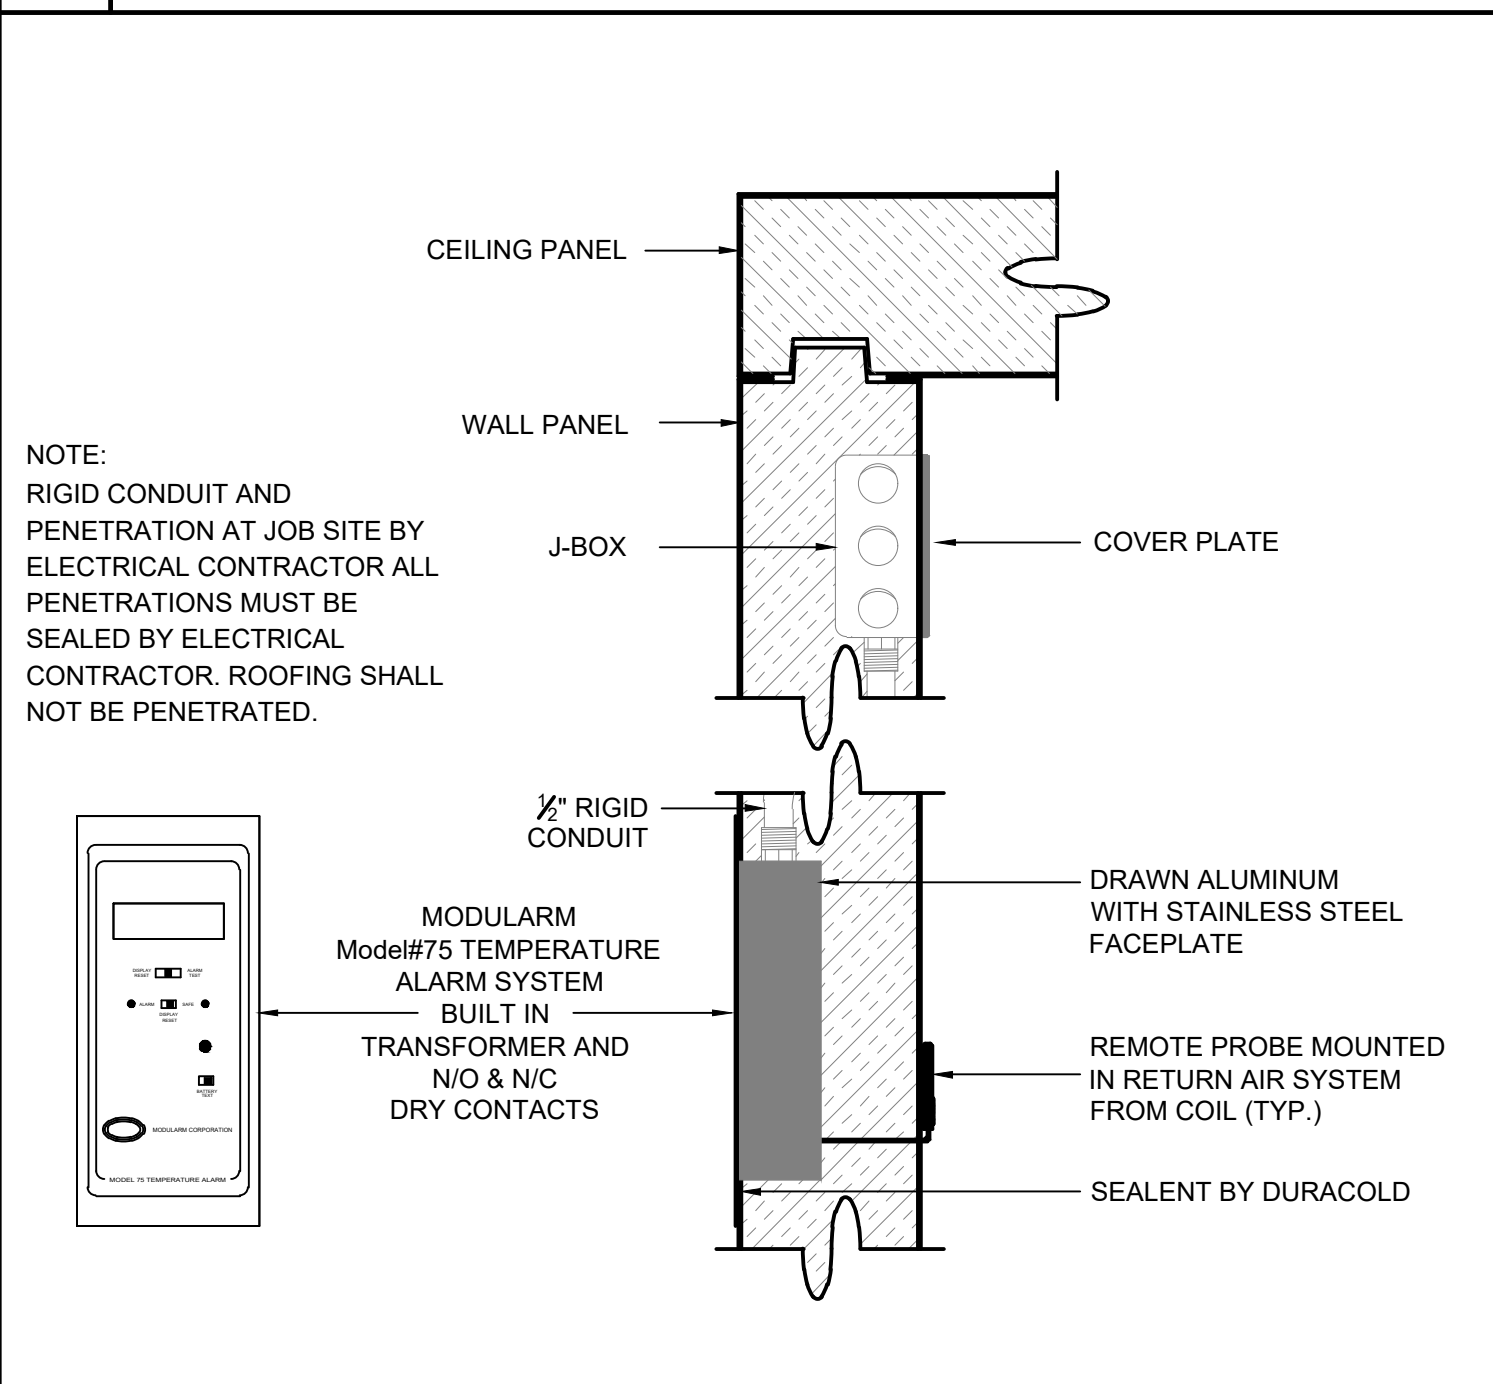 CEILING PANEL
WALL PANEL
NOTE:
RIGID CONDUIT AND
PENETRATION AT JOB SITE BY
ELECTRICAL CONTRACTOR ALL
PENETRATIONS MUST BE
SEALED BY ELECTRICAL
CONTRACTOR. ROOFING SHALL
NOT BE PENETRATED.
J-BOX
COVER PLATE
½" RIGID
CONDUIT
DISPLAY
RESET
ALARM
TEST
ALARM
SAFE
DISPLAY
RESET
BATTERY
TEXT
MODULARM CORPORATION
MODEL 75 TEMPERATURE ALARM
MODULARM
Model#75 TEMPERATURE
ALARM SYSTEM
BUILT IN
TRANSFORMER AND
N/O & N/C
DRY CONTACTS
DRAWN ALUMINUM
WITH STAINLESS STEEL
FACEPLATE
REMOTE PROBE MOUNTED
IN RETURN AIR SYSTEM
FROM COIL (TYP.)
SEALENT BY DURACOLD